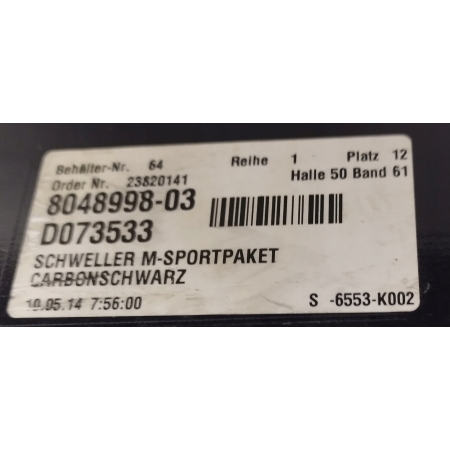 Behälter-Nr. 64 Reihe 1 Platz 12
Order Nr. 23820141 Halle 50 Band 61
8048998-03
D073533
SCHWELLER M-SPORTPAKET
CARBONSCHWARZ
10.05.14 7:56:00 S -6553-K002